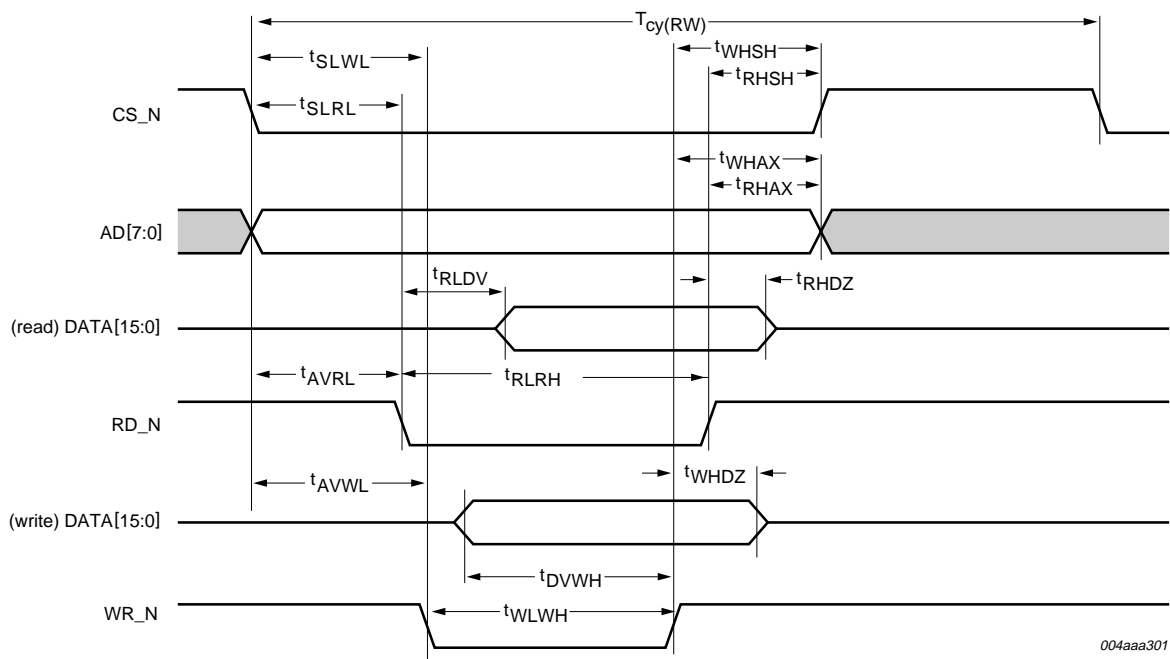 Tcy(RW)
tSLWL
tWHSH
tRHSH
CS_N
tSLRL
tWHAX
tRHAX
AD[7:0]
tRLDV
tRHDZ
(read) DATA[15:0]
tAVRL
tRLRH
RD_N
tAVWL
tWHDZ
(write) DATA[15:0]
tDVWH
WR_N
tWLWH
004aaa301